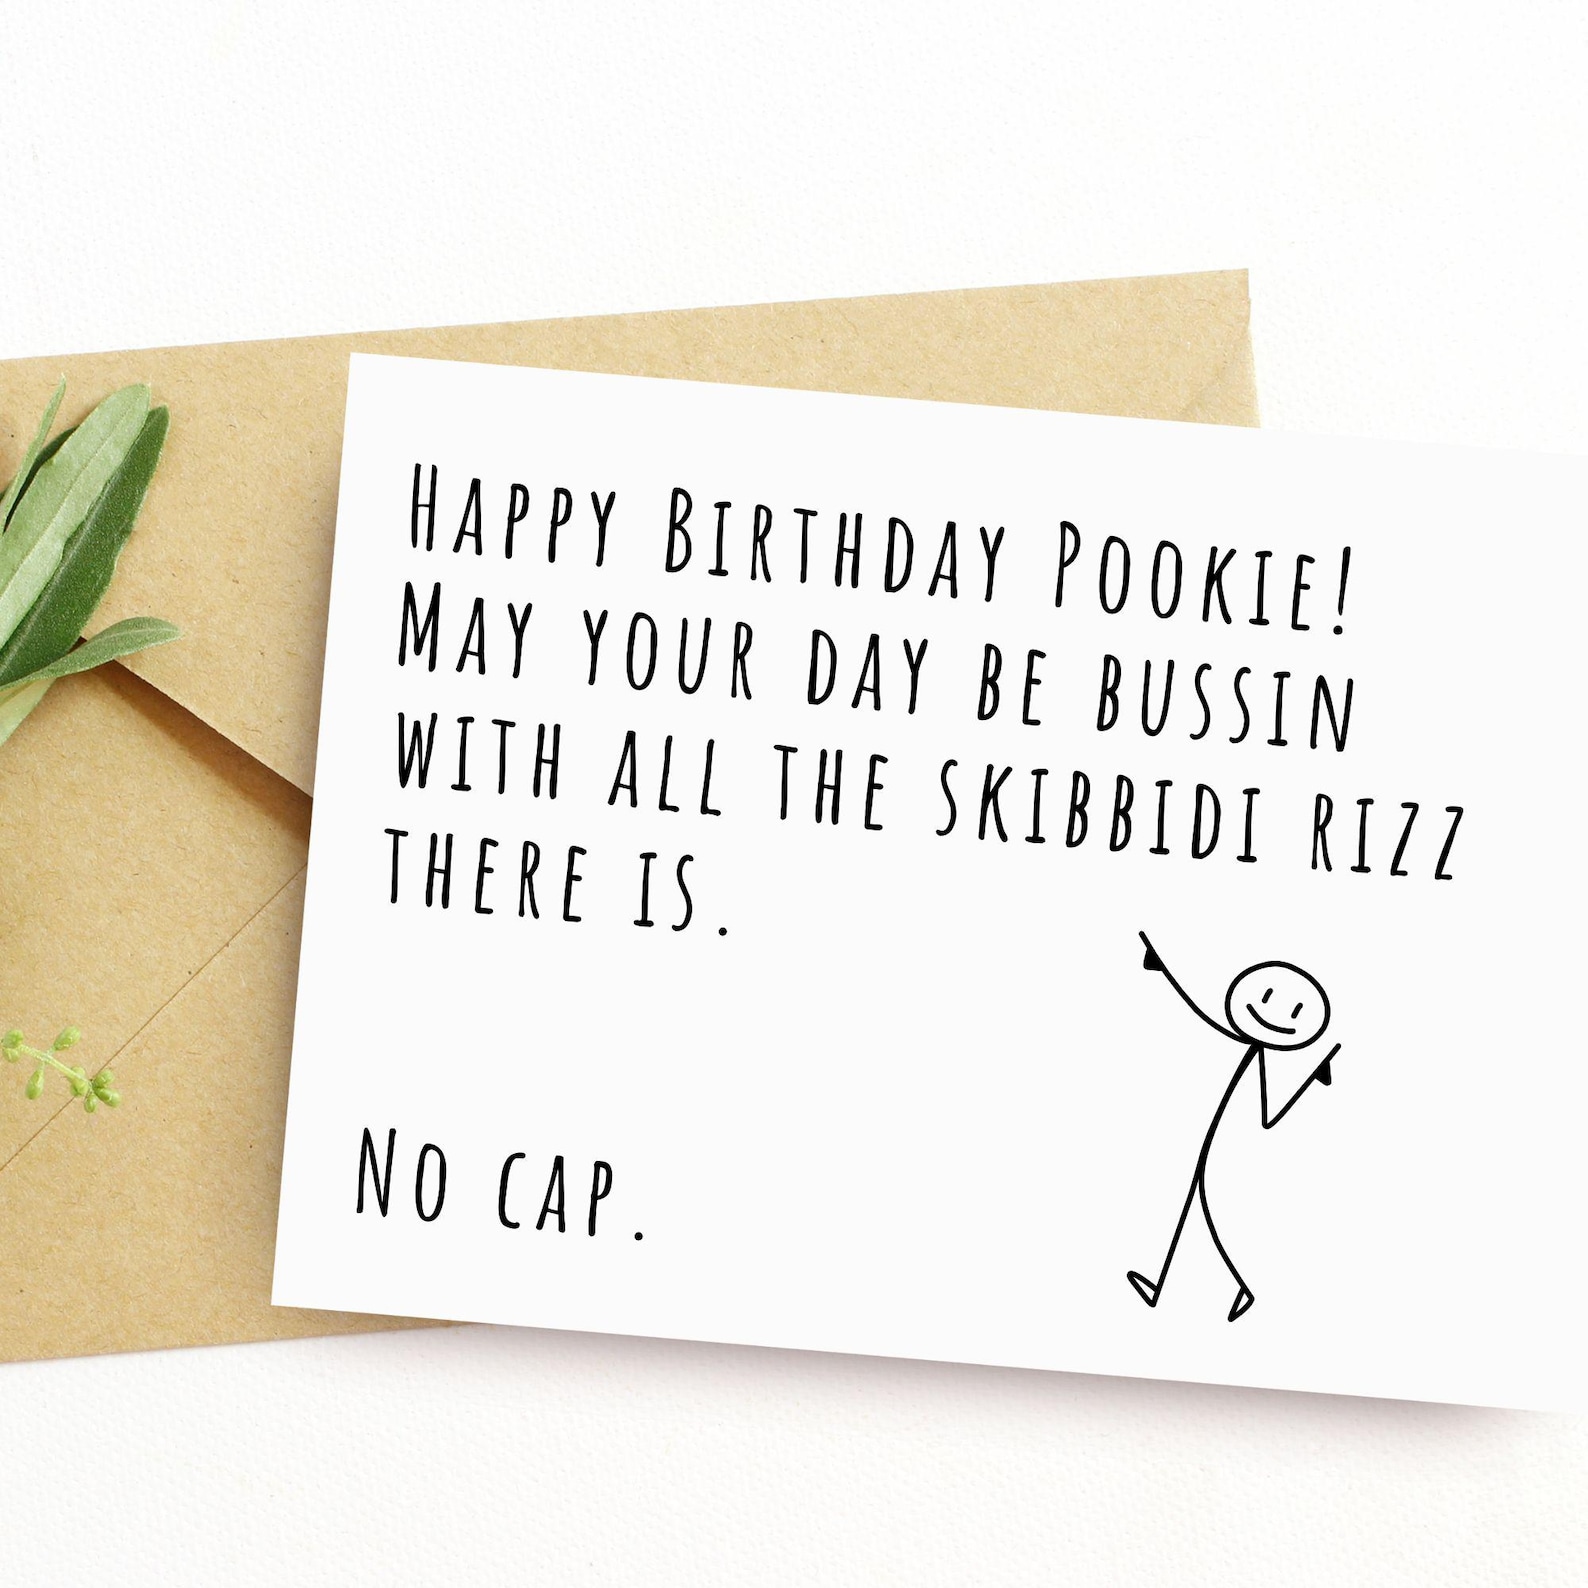 Happy Birthday Pookie!
May your day be bussin
with all the skibbidi rizz
there is.
No cap.